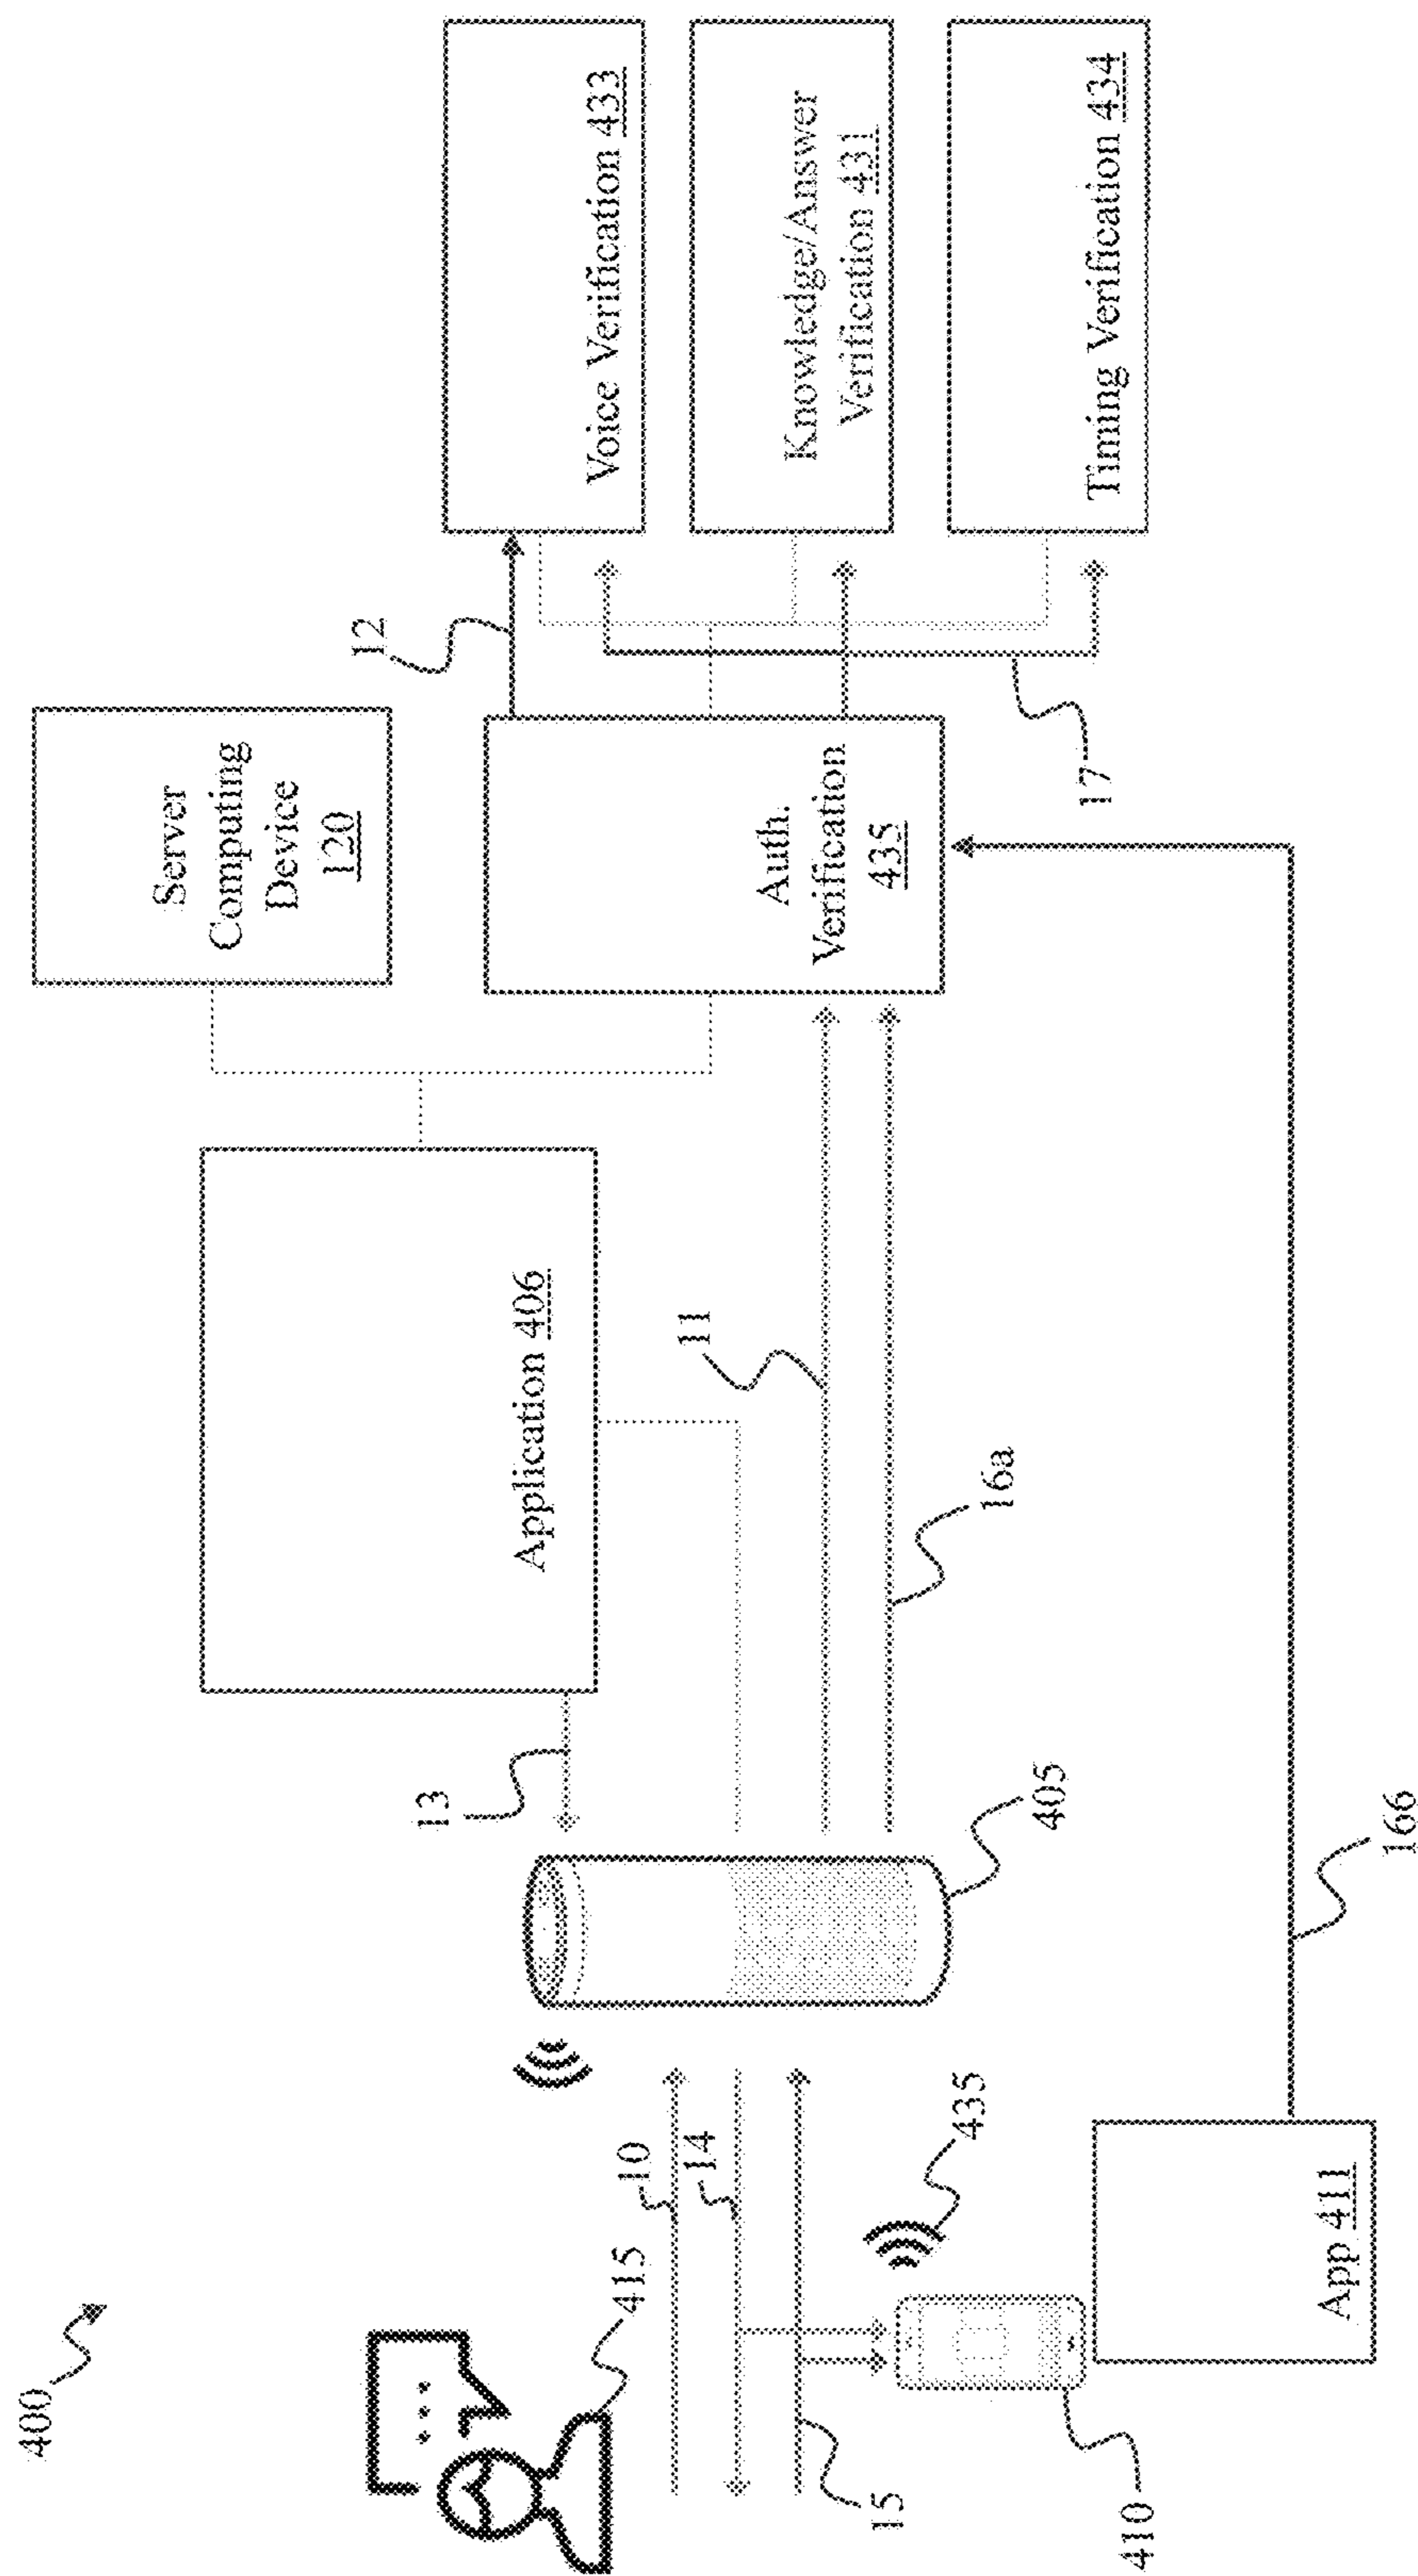 400
415
10
14
15
410
435
App 411
166
405
13
Application 406
11
16a
Server
Computing
Device
120
Auth.
Verification
435
12
17
Voice Verification 433
Knowledge/Answer
Verification 431
Timing Verification 434